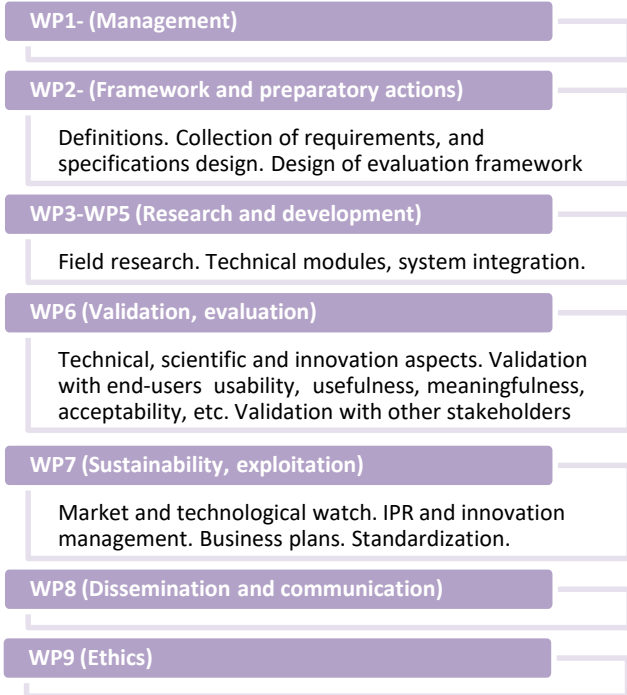 WP1- (Management)
WP2- (Framework and preparatory actions)
Definitions. Collection of requirements, and
specifications design. Design of evaluation framework
WP3-WP5 (Research and development)
Field research. Technical modules, system integration.
WP6 (Validation, evaluation)
Technical, scientific and innovation aspects. Validation
with end-users usability, usefulness, meaningfulness,
acceptability, etc. Validation with other stakeholders
WP7 (Sustainability, exploitation)
Market and technological watch. IPR and innovation
management. Business plans. Standardization.
WP8 (Dissemination and communication)
WP9 (Ethics)